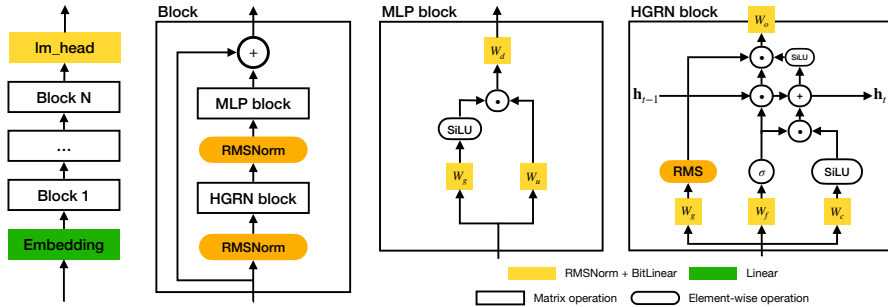 lm_head
Block N
...
Block 1
Embedding
Block
+
MLP block
RMSNorm
HGRN block
RMSNorm
MLP block
W_d
SiLU
W_g
W_u
HGRN block
W_o
SiLU
h_{t-1}
+
h_t
RMS
σ
SiLU
W_g
W_f
W_c
RMSNorm + BitLinear
Linear
Matrix operation
Element-wise operation